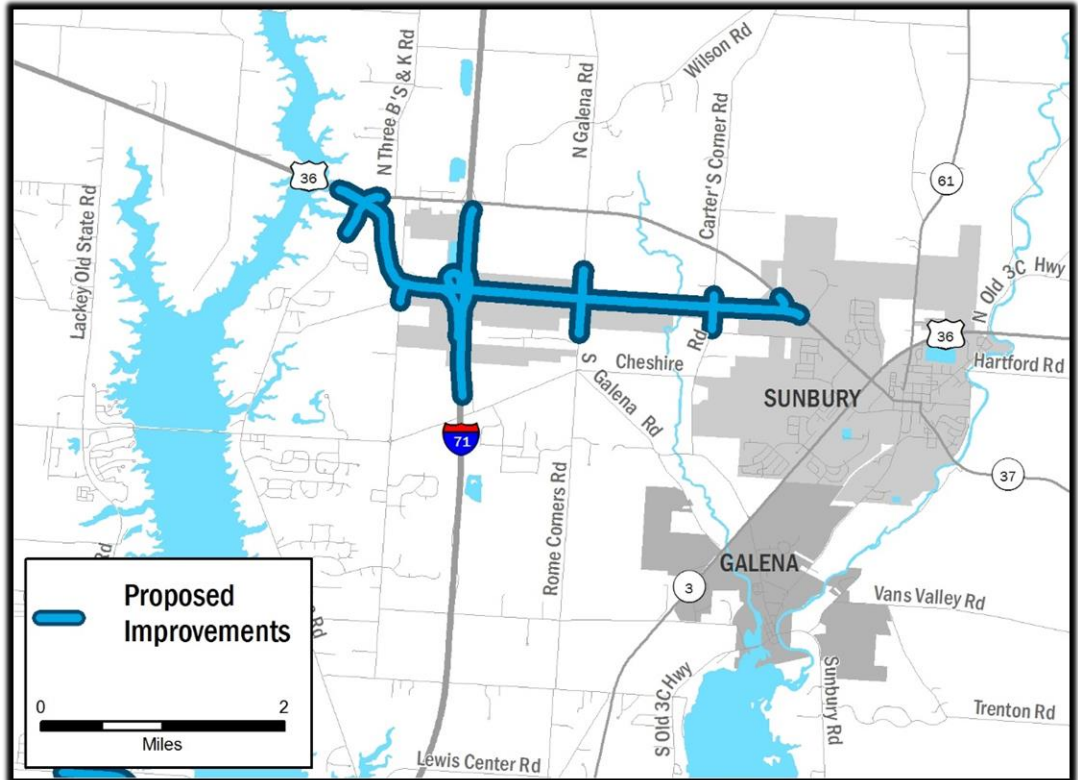 Wilson Rd
N Three B'S & K Rd
N Galena Rd
Carter'S Corner Rd
36
61
Lackey Old State Rd
N Old 3C Hwy
36
Rd
Cheshire
Hartford Rd
S Galena Rd
SUNBURY
71
37
Rome Corners Rd
Rd
GALENA
3
Vans Valley Rd
Proposed
Improvements
Rd
Sunbury Rd
S Old 3C Hwy
0
2
Miles
Trenton Rd
Lewis Center Rd